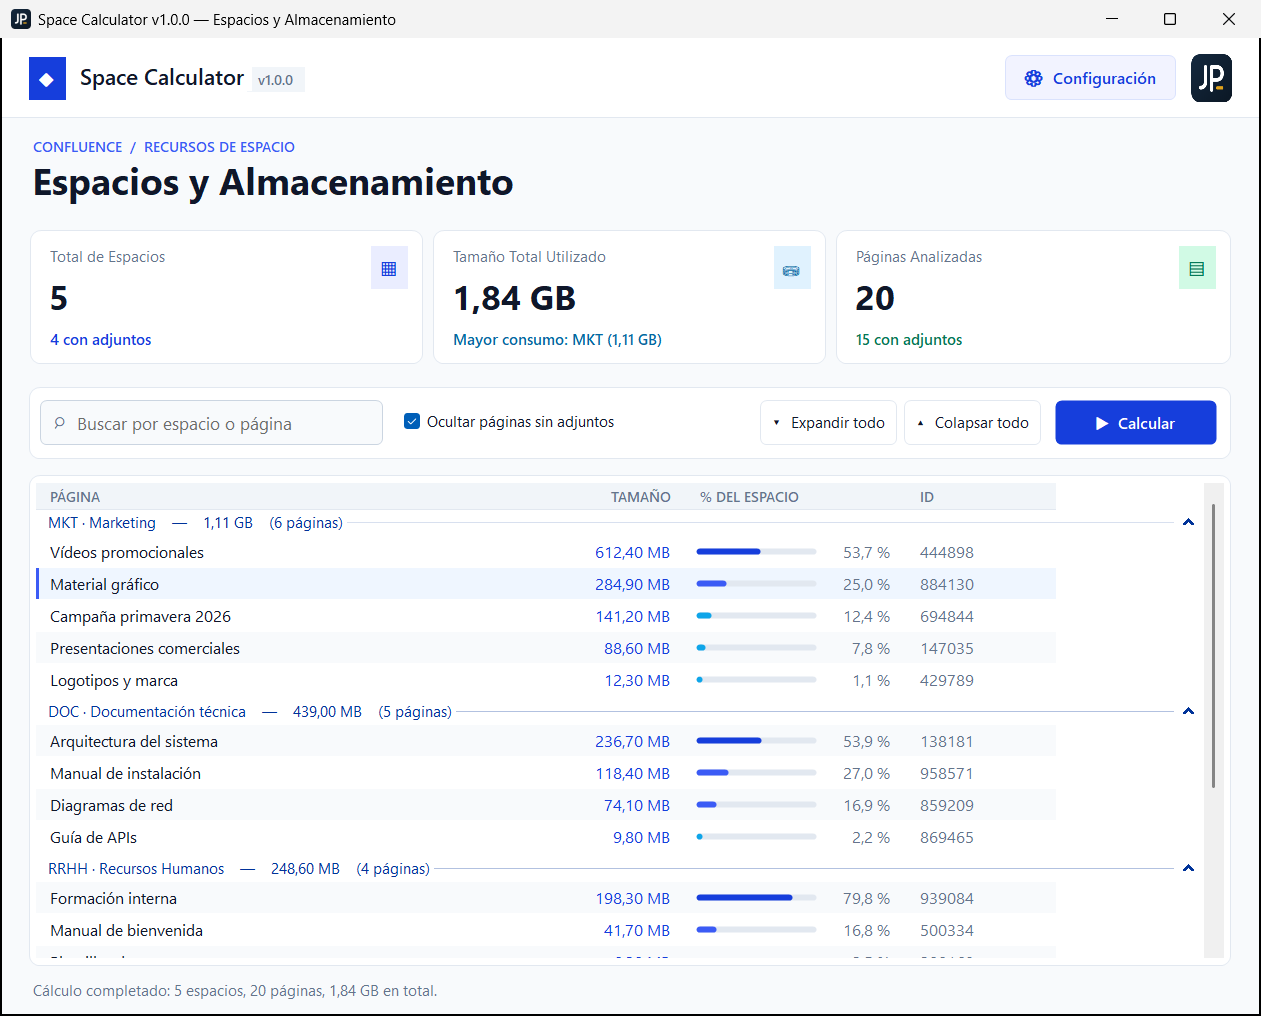 JP Space Calculator v1.0.0 — Espacios y Almacenamiento
Space Calculator v1.0.0
Configuración
JP
CONFLUENCE / RECURSOS DE ESPACIO
Espacios y Almacenamiento
Total de Espacios
5
4 con adjuntos
Tamaño Total Utilizado
1,84 GB
Mayor consumo: MKT (1,11 GB)
Páginas Analizadas
20
15 con adjuntos
Buscar por espacio o página
Ocultar páginas sin adjuntos
Expandir todo
Colapsar todo
Calcular
PÁGINA TAMAÑO % DEL ESPACIO ID
MKT · Marketing — 1,11 GB (6 páginas)
Vídeos promocionales 612,40 MB 53,7 % 444898
Material gráfico 284,90 MB 25,0 % 884130
Campaña primavera 2026 141,20 MB 12,4 % 694844
Presentaciones comerciales 88,60 MB 7,8 % 147035
Logotipos y marca 12,30 MB 1,1 % 429789
DOC · Documentación técnica — 439,00 MB (5 páginas)
Arquitectura del sistema 236,70 MB 53,9 % 138181
Manual de instalación 118,40 MB 27,0 % 958571
Diagramas de red 74,10 MB 16,9 % 859209
Guía de APIs 9,80 MB 2,2 % 869465
RRHH · Recursos Humanos — 248,60 MB (4 páginas)
Formación interna 198,30 MB 79,8 % 939084
Manual de bienvenida 41,70 MB 16,8 % 500334
Cálculo completado: 5 espacios, 20 páginas, 1,84 GB en total.